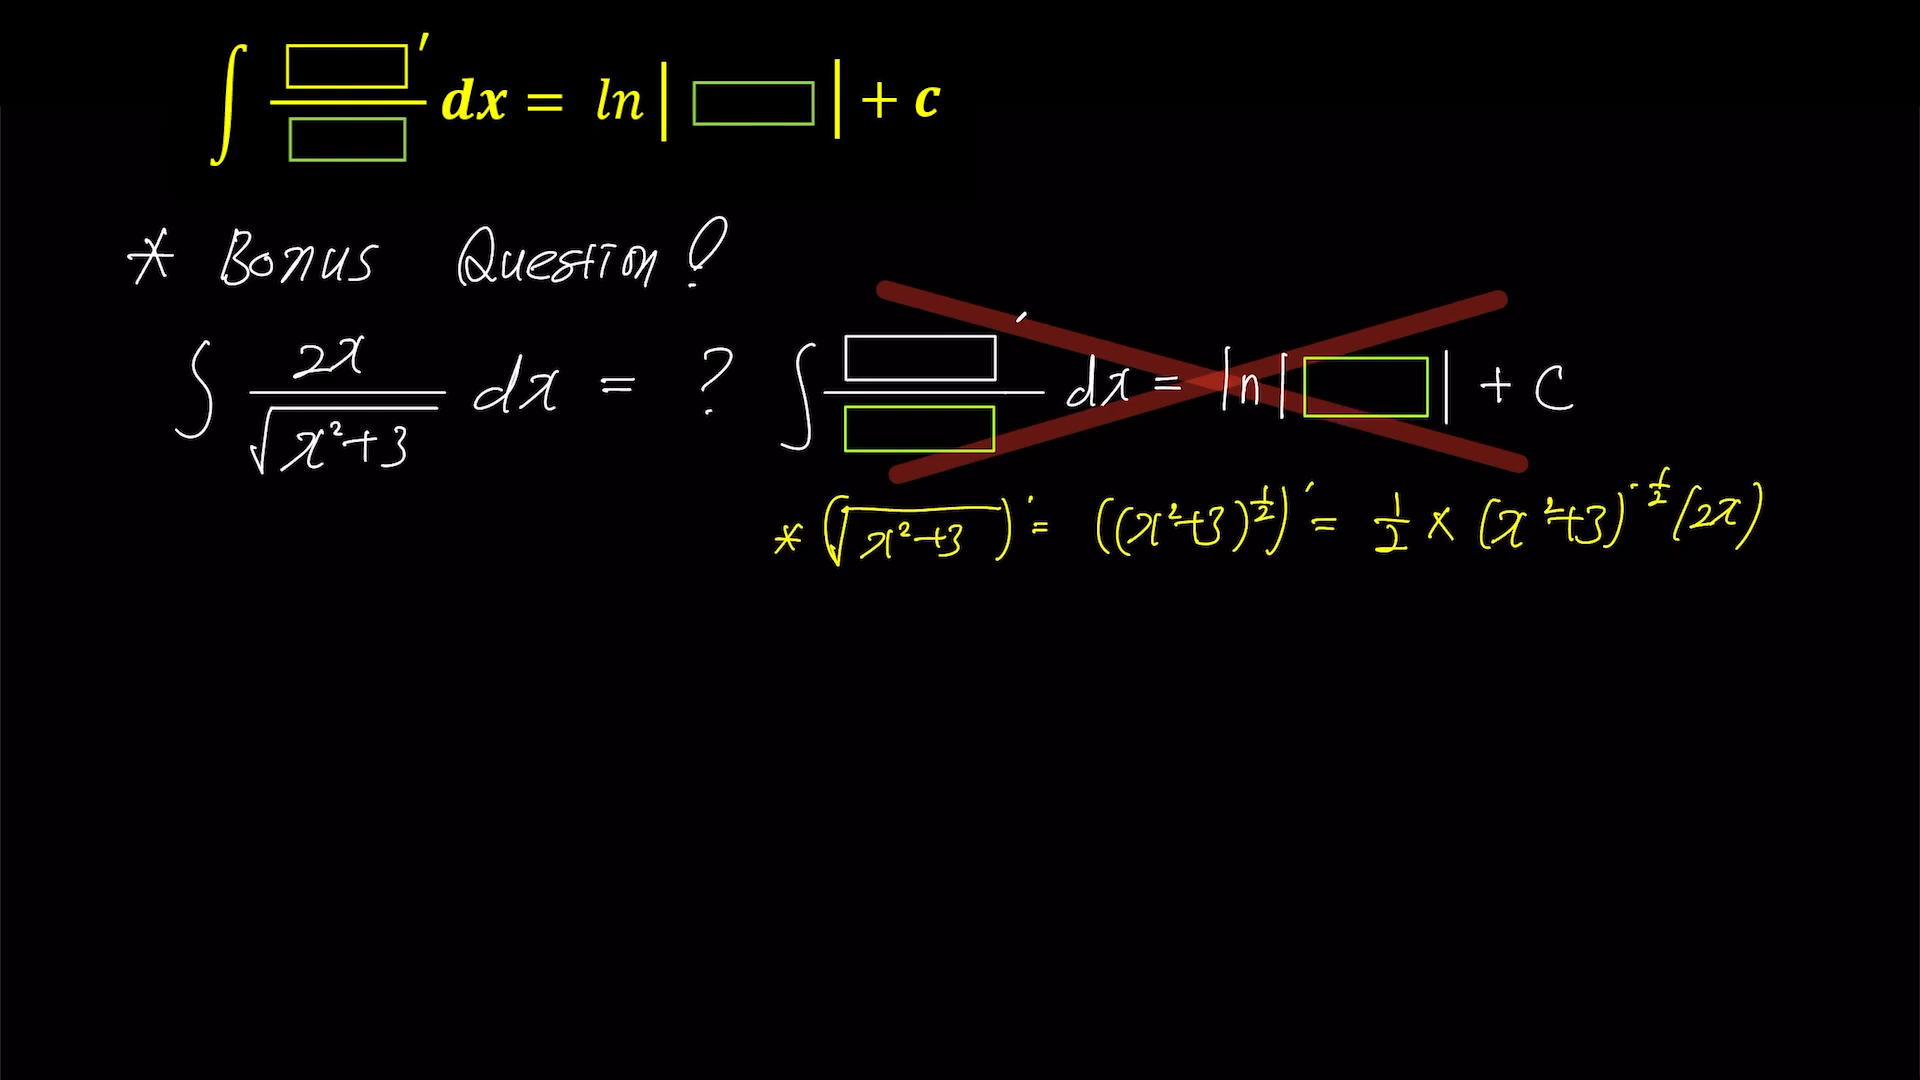 ∫ □′/□ dx = ln|□| + c
* Bonus Question!
∫ 2x/√(x²+3) dx = ? ∫ □′/□ dx = ln|□| + C
* (√(x²+3))′ = ((x²+3)^(1/2))′ = 1/2 × (x²+3)^(-1/2) (2x)